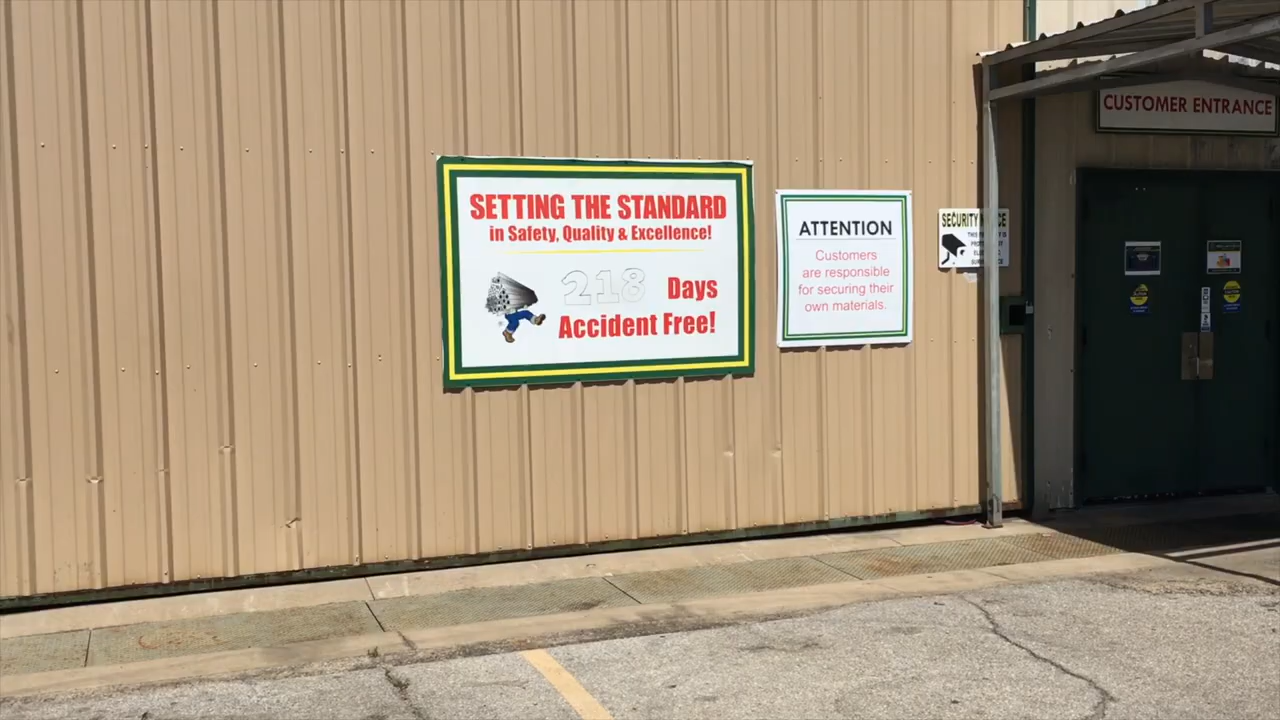 SETTING THE STANDARD
in Safety, Quality & Excellence!
218 Days
Accident Free!
ATTENTION
Customers
are responsible
for securing their
own materials.
SECURITY
CUSTOMER ENTRANCE